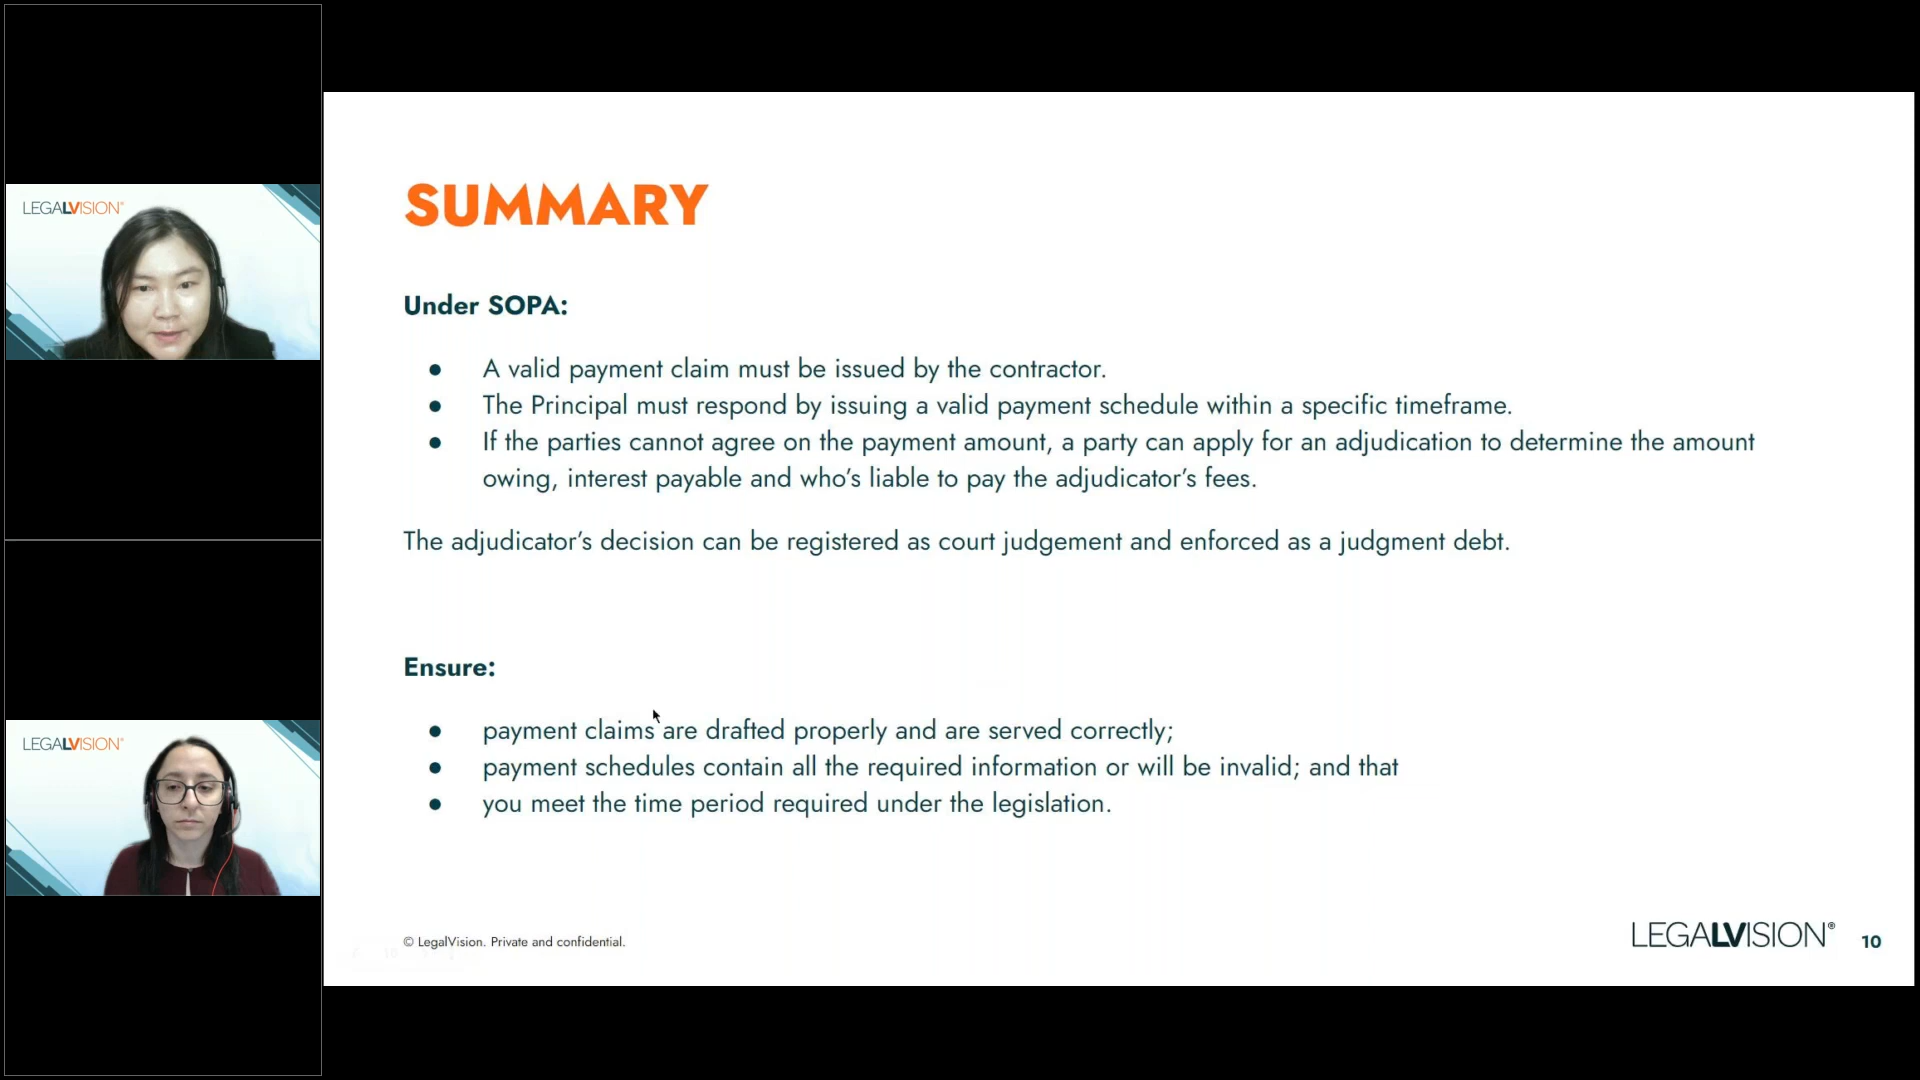 LEGALVISION®
LEGALVISION®
SUMMARY
Under SOPA:
● A valid payment claim must be issued by the contractor.
● The Principal must respond by issuing a valid payment schedule within a specific timeframe.
● If the parties cannot agree on the payment amount, a party can apply for an adjudication to determine the amount
owing, interest payable and who’s liable to pay the adjudicator’s fees.
The adjudicator’s decision can be registered as court judgement and enforced as a judgment debt.
Ensure:
● payment claims are drafted properly and are served correctly;
● payment schedules contain all the required information or will be invalid; and that
● you meet the time period required under the legislation.
© LegalVision. Private and confidential.
LEGALVISION®
10